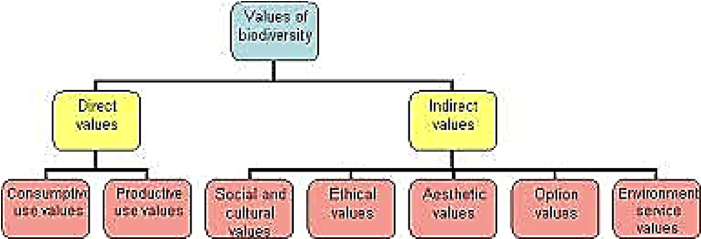 Values of
biodiversity
Direct
values
Indirect
values
Consumptive
use values
Productive
use values
Social and
cultural
values
Ethical
values
Aesthetic
values
Option
values
Environment
service
values